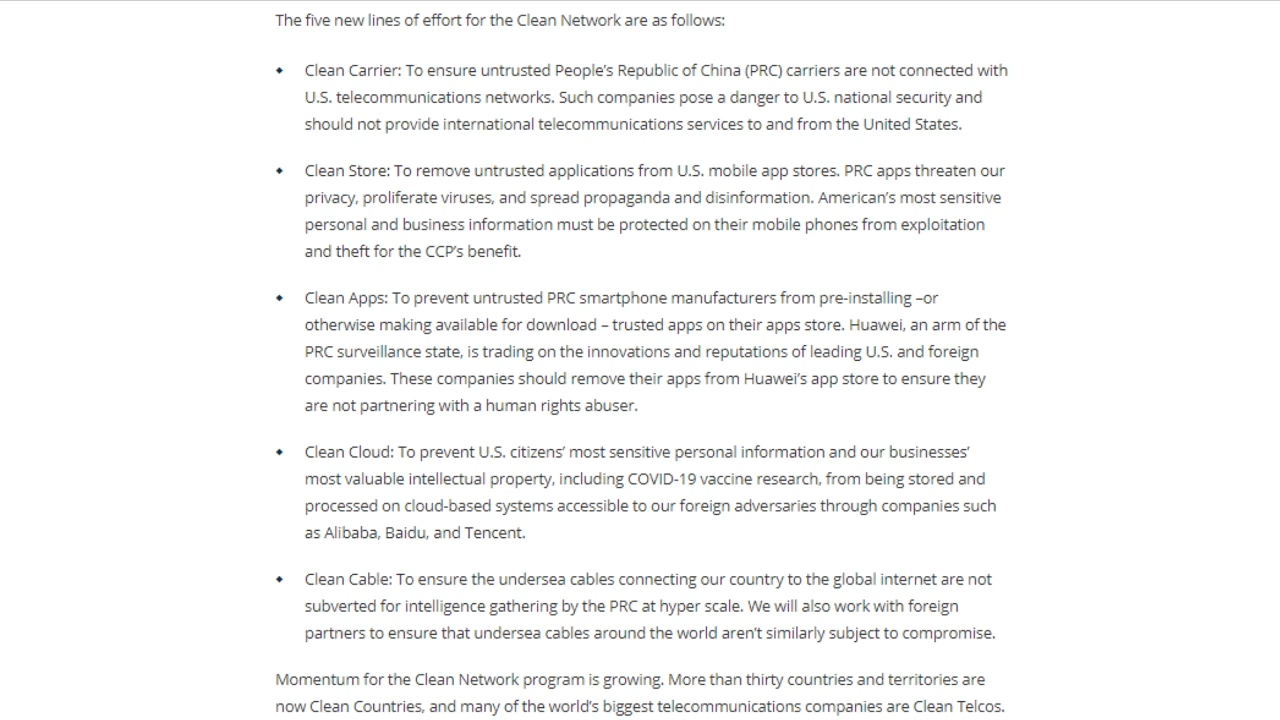 The five new lines of effort for the Clean Network are as follows:
Clean Carrier: To ensure untrusted People’s Republic of China (PRC) carriers are not connected with
U.S. telecommunications networks. Such companies pose a danger to U.S. national security and
should not provide international telecommunications services to and from the United States.
Clean Store: To remove untrusted applications from U.S. mobile app stores. PRC apps threaten our
privacy, proliferate viruses, and spread propaganda and disinformation. American’s most sensitive
personal and business information must be protected on their mobile phones from exploitation
and theft for the CCP’s benefit.
Clean Apps: To prevent untrusted PRC smartphone manufacturers from pre-installing –or
otherwise making available for download – trusted apps on their apps store. Huawei, an arm of the
PRC surveillance state, is trading on the innovations and reputations of leading U.S. and foreign
companies. These companies should remove their apps from Huawei’s app store to ensure they
are not partnering with a human rights abuser.
Clean Cloud: To prevent U.S. citizens’ most sensitive personal information and our businesses’
most valuable intellectual property, including COVID-19 vaccine research, from being stored and
processed on cloud-based systems accessible to our foreign adversaries through companies such
as Alibaba, Baidu, and Tencent.
Clean Cable: To ensure the undersea cables connecting our country to the global internet are not
subverted for intelligence gathering by the PRC at hyper scale. We will also work with foreign
partners to ensure that undersea cables around the world aren’t similarly subject to compromise.
Momentum for the Clean Network program is growing. More than thirty countries and territories are
now Clean Countries, and many of the world’s biggest telecommunications companies are Clean Telcos.